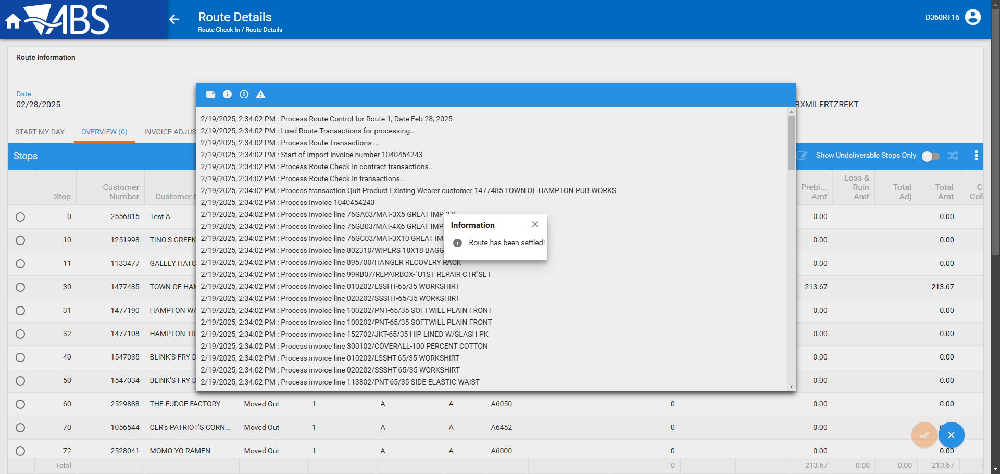 ABS
Route Details
Route Check In / Route Details
D360RT16
Route Information
Date
02/28/2025
RXMILERTZREKT
START MY DAY
OVERVIEW (0)
INVOICE ADJUS
Stops
Show Undeliverable Stops Only
2/19/2025, 2:34:02 PM : Process Route Control for Route 1, Date Feb 28, 2025
2/19/2025, 2:34:02 PM : Load Route Transactions for processing...
2/19/2025, 2:34:02 PM : Process Route Transactions ...
2/19/2025, 2:34:02 PM : Start of Import invoice number 1040454243
2/19/2025, 2:34:02 PM : Process Route Check In contract transactions...
2/19/2025, 2:34:02 PM : Process Route Check In transactions...
2/19/2025, 2:34:02 PM : Process transaction Quit Product Existing Wearer customer 1477485 TOWN OF HAMPTON PUB.WORKS
2/19/2025, 2:34:02 PM : Process invoice 1040454243
2/19/2025, 2:34:02 PM : Process invoice line 76GA03/MAT-3X5 GREAT IMP
2/19/2025, 2:34:02 PM : Process invoice line 76GB03/MAT-4X6 GREAT IMP
2/19/2025, 2:34:02 PM : Process invoice line 76GC03/MAT-3X10 GREAT IM
2/19/2025, 2:34:02 PM : Process invoice line 802310/WIPERS 18X18 BAGG
2/19/2025, 2:34:02 PM : Process invoice line 895700/HANGER RECOVERY RACK
2/19/2025, 2:34:02 PM : Process invoice line 99RB07/REPAIRBOX-"U1ST REPAIR CTR"SET
2/19/2025, 2:34:02 PM : Process invoice line 010202/LSSHT-65/35 WORKSHIRT
2/19/2025, 2:34:02 PM : Process invoice line 020202/SSSHT-65/35 WORKSHIRT
2/19/2025, 2:34:02 PM : Process invoice line 100202/PNT-65/35 SOFTWILL PLAIN FRONT
2/19/2025, 2:34:02 PM : Process invoice line 100202/PNT-65/35 SOFTWILL PLAIN FRONT
2/19/2025, 2:34:02 PM : Process invoice line 152702/JKT-65/35 HIP LINED W/SLASH PK
2/19/2025, 2:34:02 PM : Process invoice line 300102/COVERALL-100 PERCENT COTTON
2/19/2025, 2:34:02 PM : Process invoice line 010202/LSSHT-65/35 WORKSHIRT
2/19/2025, 2:34:02 PM : Process invoice line 020202/SSSHT-65/35 WORKSHIRT
2/19/2025, 2:34:02 PM : Process invoice line 113802/PNT-65/35 SIDE ELASTIC WAIST
Information
Route has been settled!
Stop Customer Number Customer Prebi... Amt Loss & Ruin Amt Total Adj Total Amt Coll
0 2556815 Test A 0.00 0.00
10 1251998 TINO'S GREEK 0.00 0.00
11 1133477 GALLEY HATC 0.00 0.00
30 1477485 TOWN OF HAM 213.67 213.67
31 1477190 HAMPTON WA 0.00 0.00
32 1477108 HAMPTON TR 0.00 0.00
40 1547035 BLINK'S FRY D 0.00 0.00
50 1547034 BLINK'S FRY D 0.00 0.00
60 2529888 THE FUDGE FACTORY Moved Out 1 A A A6050 0 0.00 0.00
70 1056544 CER's PATRIOT'S CORN... Moved Out 1 A A A6452 0 0.00
72 2528041 MOMO YO RAMEN Moved Out 1 A A A6000 0 0.00 0.00
Total 0 213.67 0.00 0.00 213.67